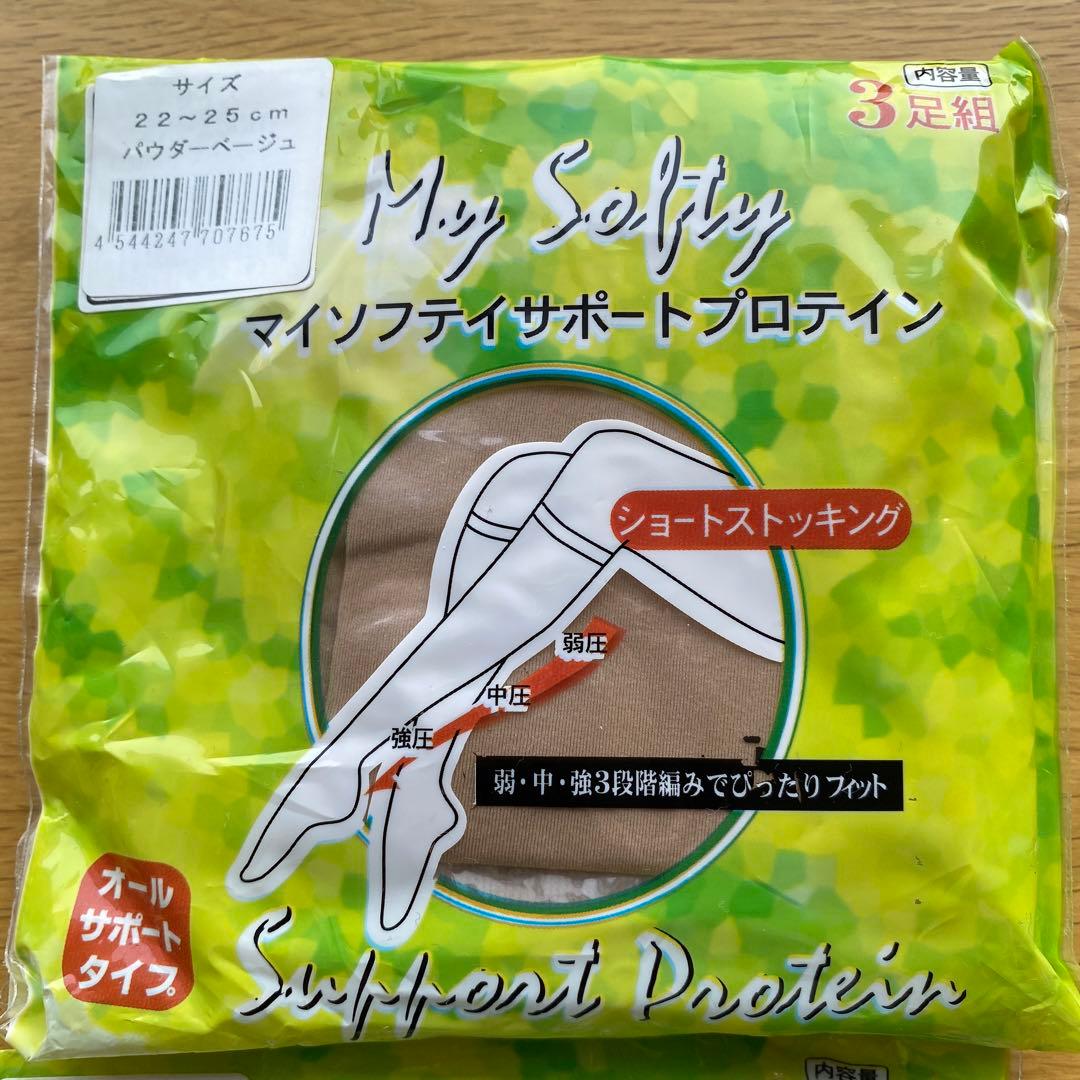 サイズ
22～25cm
パウダーベージュ
4 544247 707675
内容量
3足組
My Softy
マイソフテイサポートプロテイン
ショートストッキング
弱圧
中圧
強圧
弱・中・強3段階編みでぴったりフィット
オール
サポート
タイプ。
Support Protein
内容量